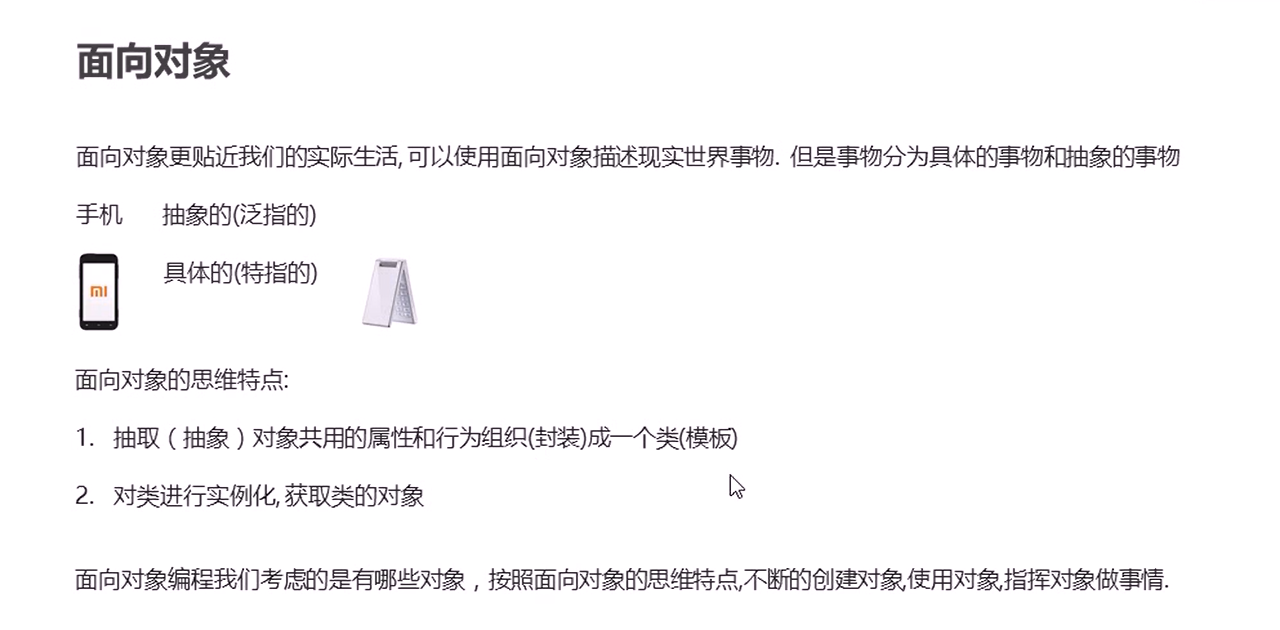 面向对象
面向对象更贴近我们的实际生活, 可以使用面向对象描述现实世界事物. 但是事物分为具体的事物和抽象的事物
手机 抽象的(泛指的)
具体的(特指的)
面向对象的思维特点:
1. 抽取（抽象）对象共用的属性和行为组织(封装)成一个类(模板)
2. 对类进行实例化, 获取类的对象
面向对象编程我们考虑的是有哪些对象，按照面向对象的思维特点,不断的创建对象,使用对象,指挥对象做事情.